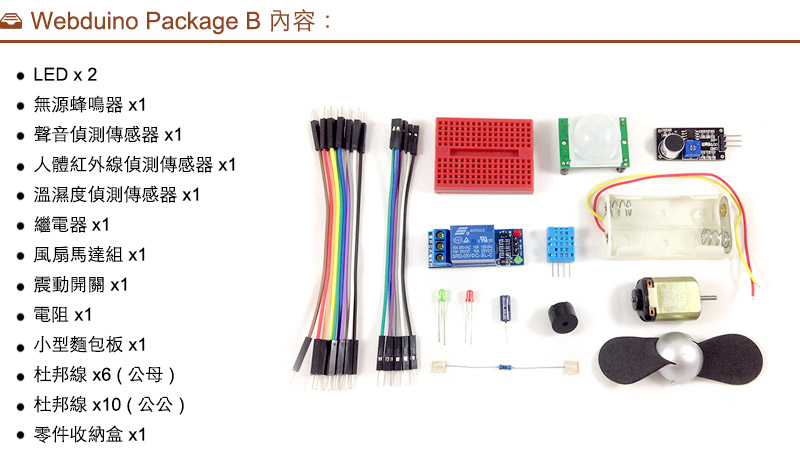 Webduino Package B 內容：
LED x 2
無源蜂鳴器 x1
聲音偵測傳感器 x1
人體紅外線偵測傳感器 x1
溫濕度偵測傳感器 x1
繼電器 x1
風扇馬達組 x1
震動開關 x1
電阻 x1
小型麵包板 x1
杜邦線 x6 ( 公母 )
杜邦線 x10 ( 公公 )
零件收納盒 x1
SRD-05VDC-SL-C